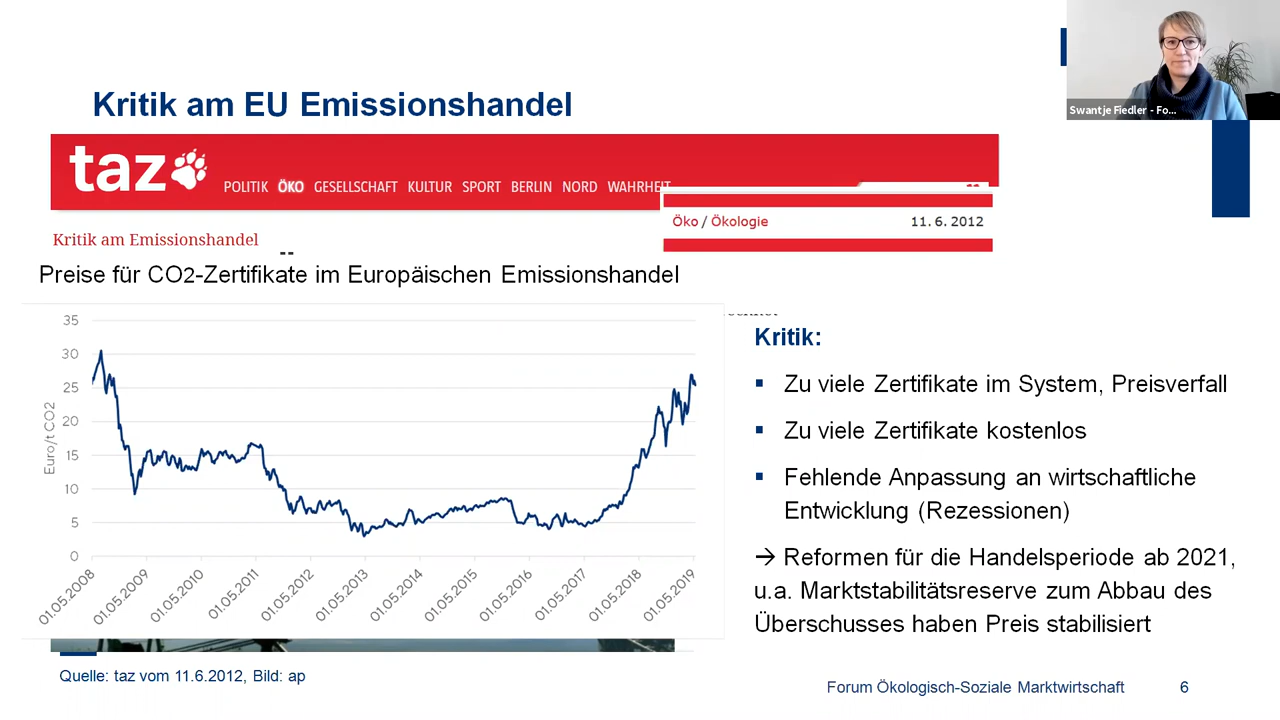 Swantje Fiedler - Fo...
Kritik am EU Emissionshandel
taz
POLITIK ÖKO GESELLSCHAFT KULTUR SPORT BERLIN NORD WAHRHEIT
Öko / Ökologie 11. 6. 2012
Kritik am Emissionshandel
Preise für CO2-Zertifikate im Europäischen Emissionshandel
35
30
25
20
15
10
5
0
Euro/t CO2
01.05.2008
01.05.2009
01.05.2010
01.05.2011
01.05.2012
01.05.2013
01.05.2014
01.05.2015
01.05.2016
01.05.2017
01.05.2018
01.05.2019
Kritik:
▪ Zu viele Zertifikate im System, Preisverfall
▪ Zu viele Zertifikate kostenlos
▪ Fehlende Anpassung an wirtschaftliche
Entwicklung (Rezessionen)
→ Reformen für die Handelsperiode ab 2021,
u.a. Marktstabilitätsreserve zum Abbau des
Überschusses haben Preis stabilisiert
Quelle: taz vom 11.6.2012, Bild: ap
Forum Ökologisch-Soziale Marktwirtschaft 6